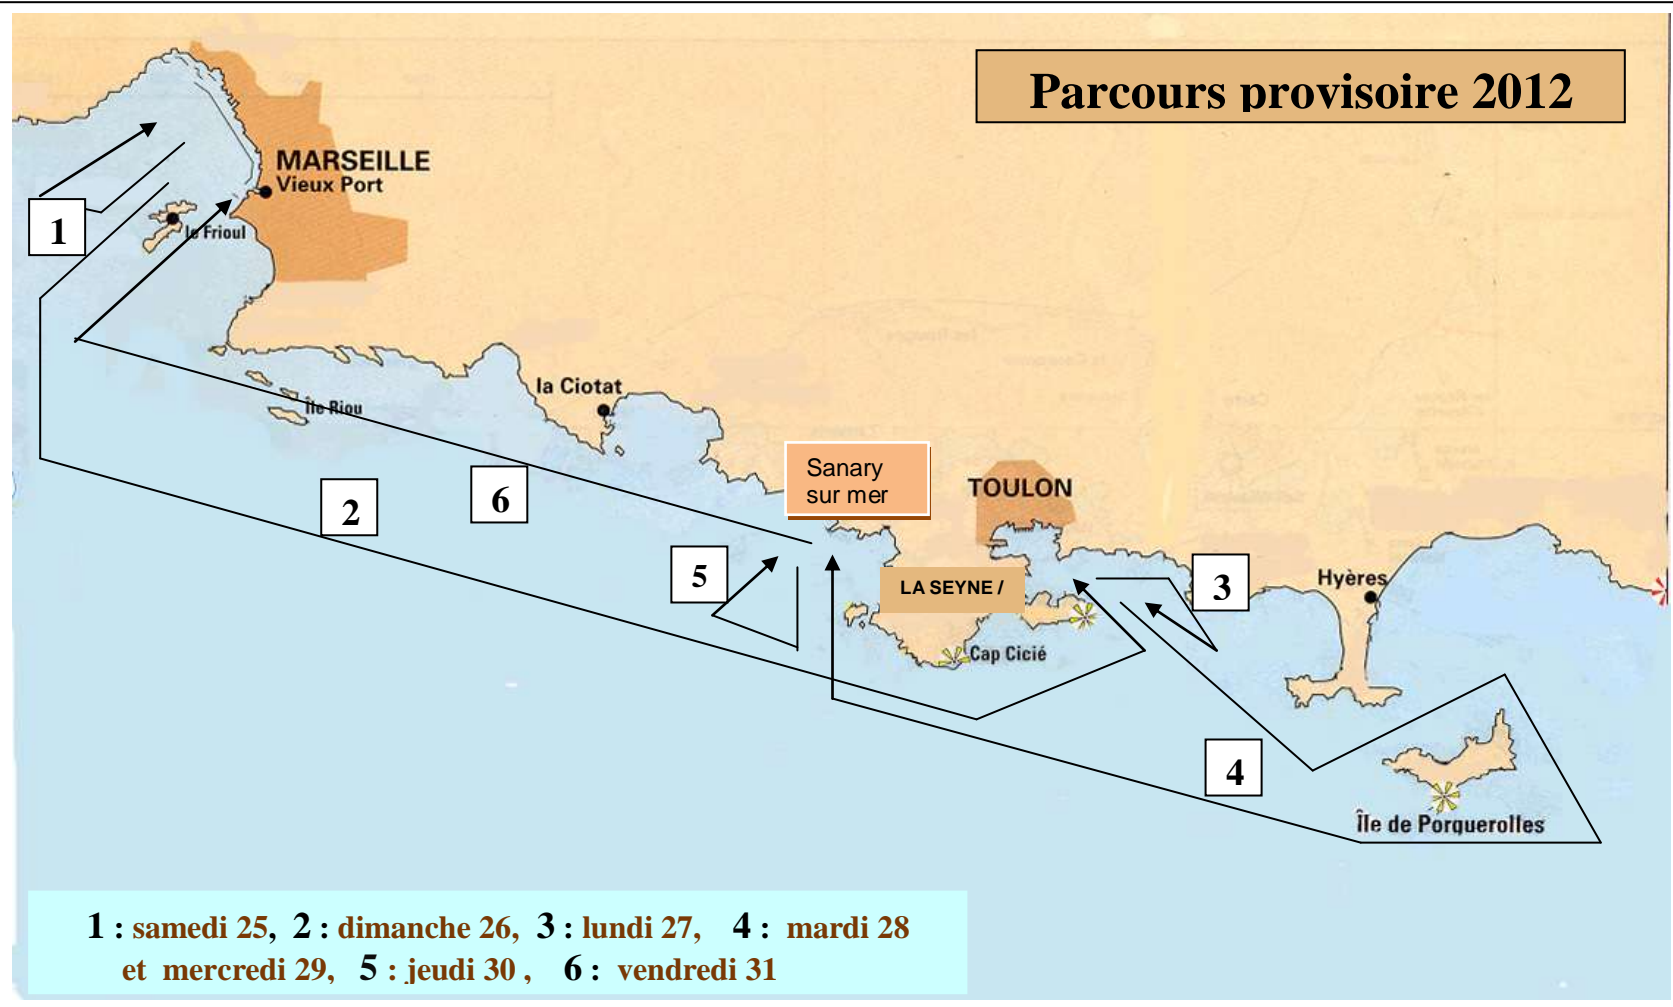 Parcours provisoire 2012
MARSEILLE
Vieux Port
1
le Frioul
la Ciotat
Île Riou
Sanary
sur mer
TOULON
2
6
5
LA SEYNE /
3
Hyères
Cap Cicié
4
Île de Porquerolles
1 : samedi 25, 2 : dimanche 26, 3 : lundi 27, 4 : mardi 28
et mercredi 29, 5 : jeudi 30 , 6 : vendredi 31